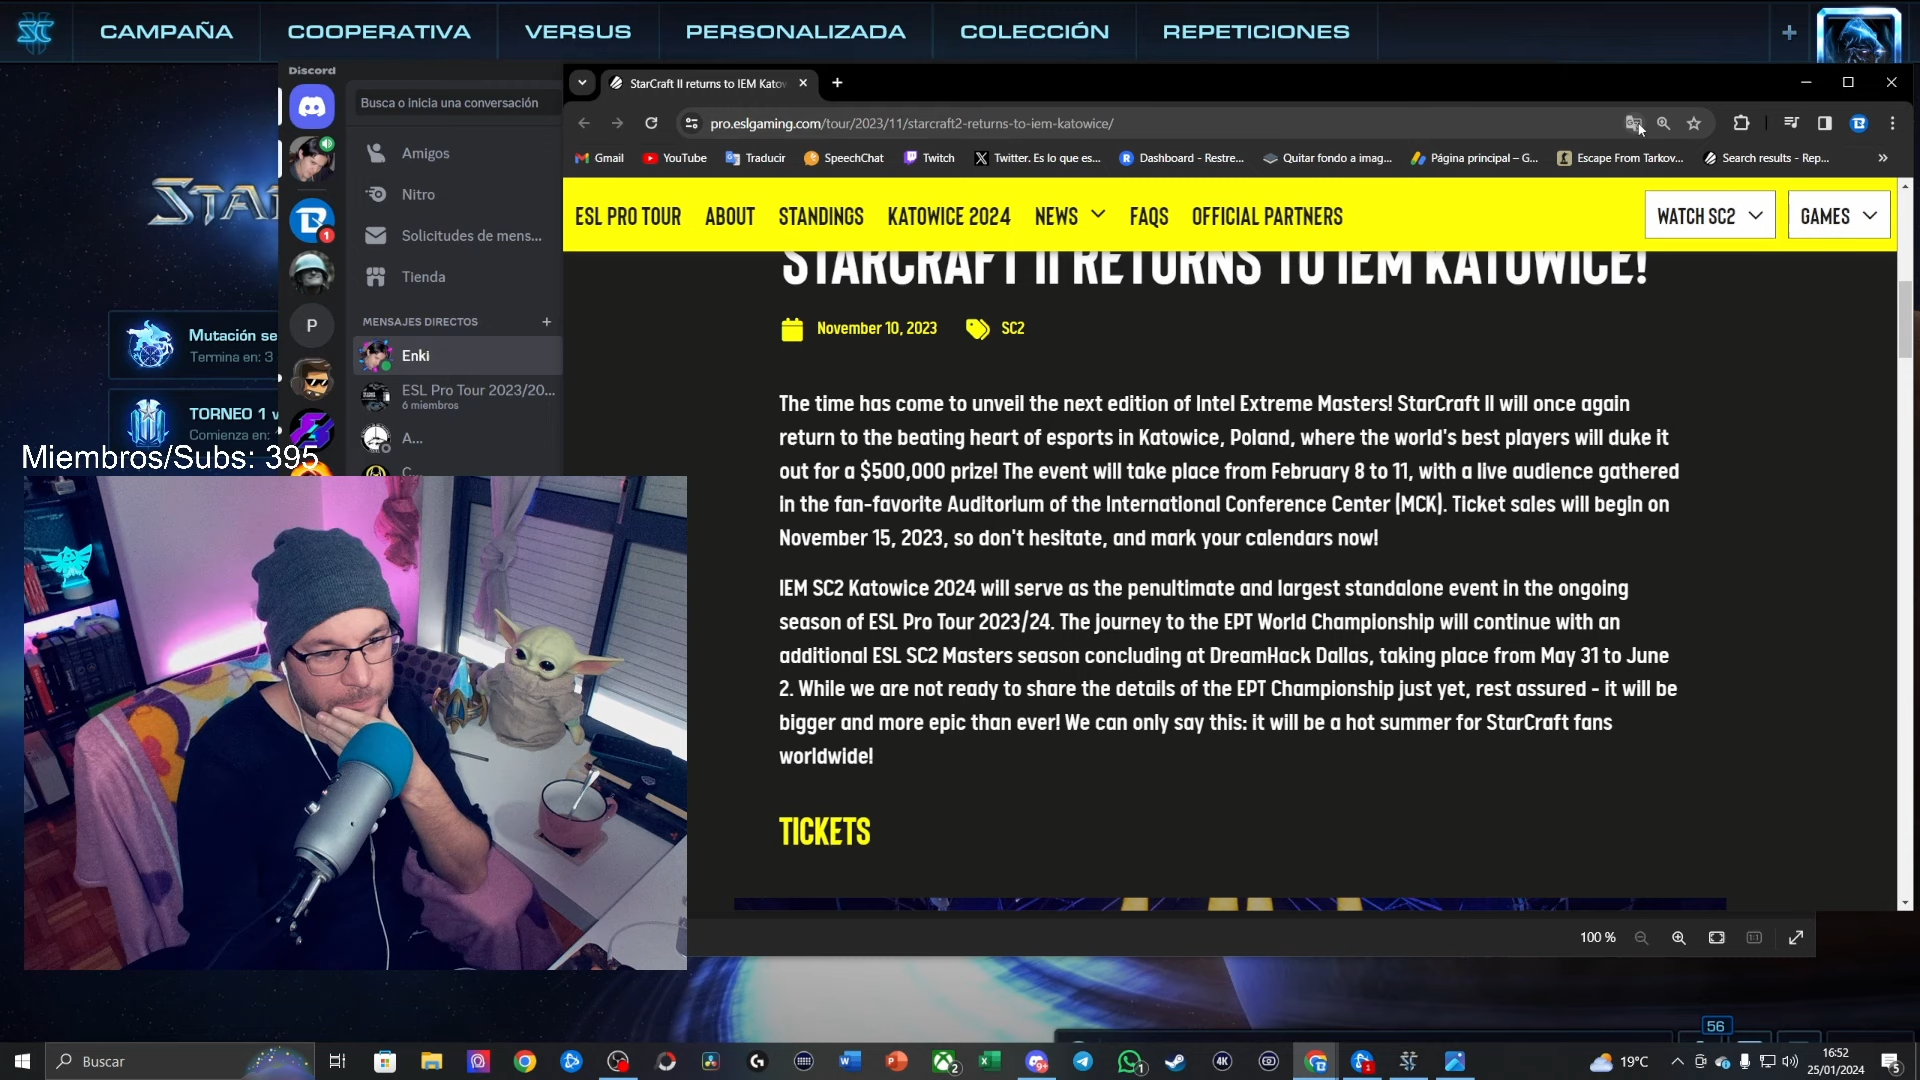 CAMPAÑA
COOPERATIVA
VERSUS
PERSONALIZADA
COLECCIÓN
REPETICIONES
Discord
Busca o inicia una conversación
Amigos
Nitro
Solicitudes de mens...
Tienda
MENSAJES DIRECTOS
Enki
ESL Pro Tour 2023/20...
6 miembros
A...
C...
1
P
STAR
Mutación se
Termina en: 3
TORNEO 1
Comienza en:
Miembros/Subs: 395
StarCraft II returns to IEM Katow
pro.eslgaming.com/tour/2023/11/starcraft2-returns-to-iem-katowice/
Gmail
YouTube
Traducir
SpeechChat
Twitch
Twitter. Es lo que es...
Dashboard - Restre...
Quitar fondo a imag...
Página principal – G...
Escape From Tarkov...
Search results - Rep...
ESL PRO TOUR
ABOUT
STANDINGS
KATOWICE 2024
NEWS
FAQS
OFFICIAL PARTNERS
WATCH SC2
GAMES
STARCRAFT II RETURNS TO IEM KATOWICE!
November 10, 2023
SC2
The time has come to unveil the next edition of Intel Extreme Masters! StarCraft II will once again
return to the beating heart of esports in Katowice, Poland, where the world's best players will duke it
out for a $500,000 prize! The event will take place from February 8 to 11, with a live audience gathered
in the fan-favorite Auditorium of the International Conference Center (MCK). Ticket sales will begin on
November 15, 2023, so don't hesitate, and mark your calendars now!
IEM SC2 Katowice 2024 will serve as the penultimate and largest standalone event in the ongoing
season of ESL Pro Tour 2023/24. The journey to the EPT World Championship will continue with an
additional ESL SC2 Masters season concluding at DreamHack Dallas, taking place from May 31 to June
2. While we are not ready to share the details of the EPT Championship just yet, rest assured - it will be
bigger and more epic than ever! We can only say this: it will be a hot summer for StarCraft fans
worldwide!
TICKETS
100 %
56
Buscar
19°C
16:52
25/01/2024
5